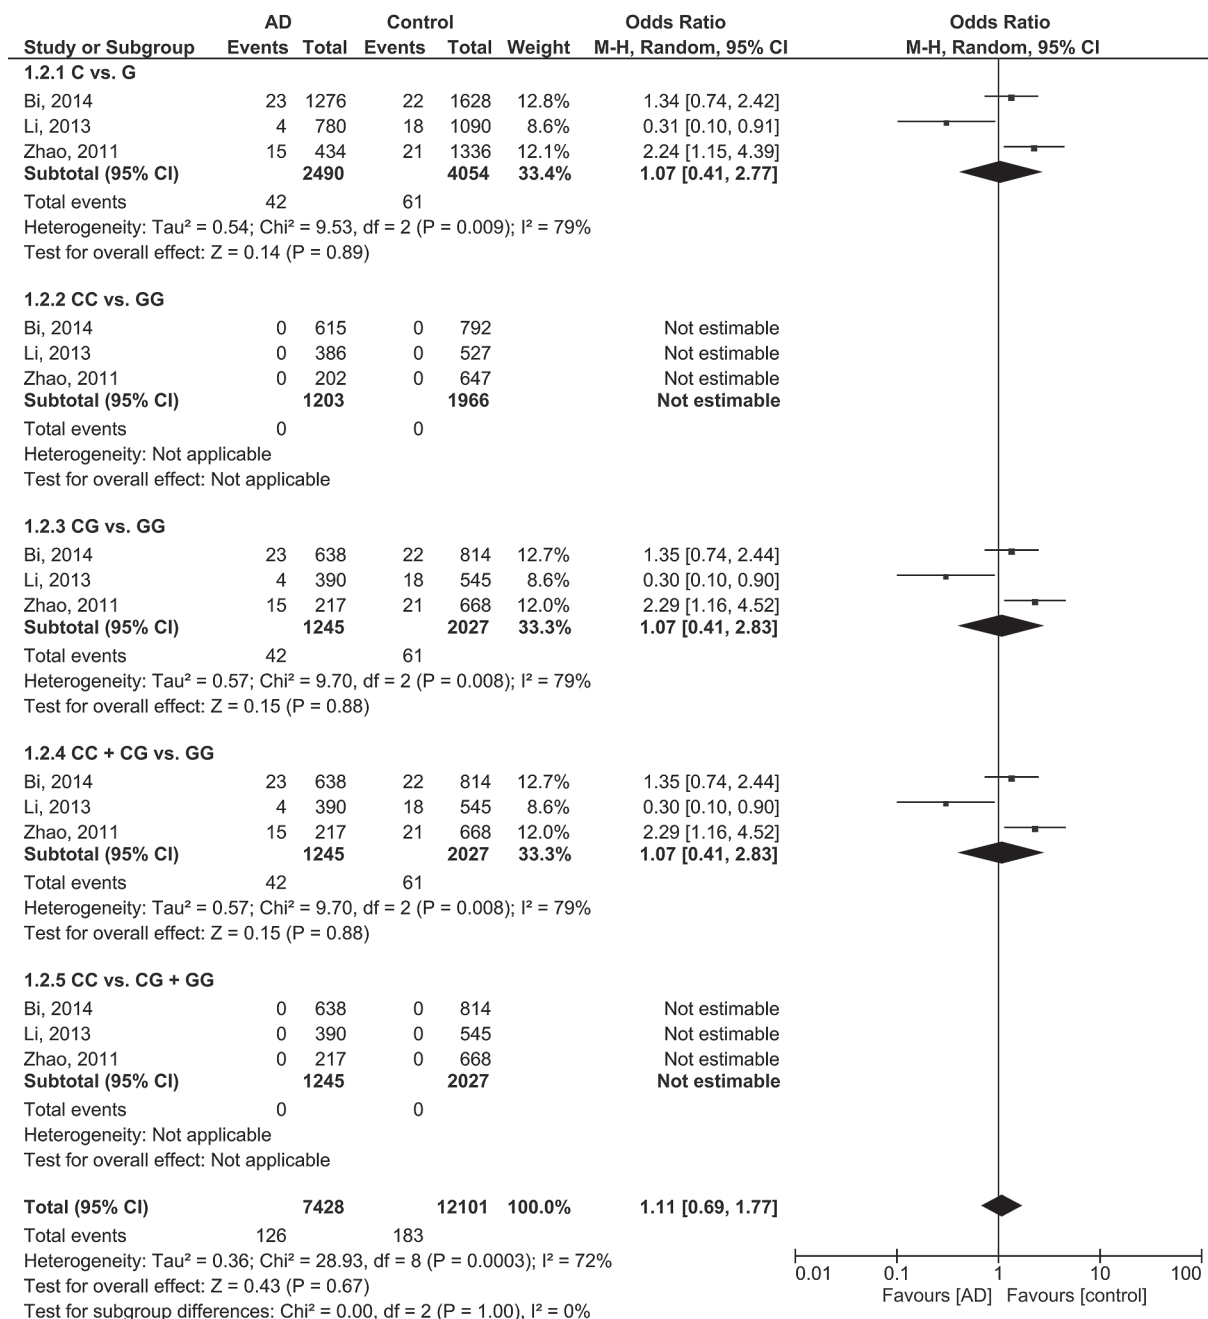 AD Control Odds Ratio Odds Ratio
Study or Subgroup Events Total Events Total Weight M-H, Random, 95% CI M-H, Random, 95% CI
1.2.1 C vs. G
Bi, 2014 23 1276 22 1628 12.8% 1.34 [0.74, 2.42]
Li, 2013 4 780 18 1090 8.6% 0.31 [0.10, 0.91]
Zhao, 2011 15 434 21 1336 12.1% 2.24 [1.15, 4.39]
Subtotal (95% CI) 2490 4054 33.4% 1.07 [0.41, 2.77]
Total events 42 61
Heterogeneity: Tau² = 0.54; Chi² = 9.53, df = 2 (P = 0.009); I² = 79%
Test for overall effect: Z = 0.14 (P = 0.89)
1.2.2 CC vs. GG
Bi, 2014 0 615 0 792 Not estimable
Li, 2013 0 386 0 527 Not estimable
Zhao, 2011 0 202 0 647 Not estimable
Subtotal (95% CI) 1203 1966 Not estimable
Total events 0 0
Heterogeneity: Not applicable
Test for overall effect: Not applicable
1.2.3 CG vs. GG
Bi, 2014 23 638 22 814 12.7% 1.35 [0.74, 2.44]
Li, 2013 4 390 18 545 8.6% 0.30 [0.10, 0.90]
Zhao, 2011 15 217 21 668 12.0% 2.29 [1.16, 4.52]
Subtotal (95% CI) 1245 2027 33.3% 1.07 [0.41, 2.83]
Total events 42 61
Heterogeneity: Tau² = 0.57; Chi² = 9.70, df = 2 (P = 0.008); I² = 79%
Test for overall effect: Z = 0.15 (P = 0.88)
1.2.4 CC + CG vs. GG
Bi, 2014 23 638 22 814 12.7% 1.35 [0.74, 2.44]
Li, 2013 4 390 18 545 8.6% 0.30 [0.10, 0.90]
Zhao, 2011 15 217 21 668 12.0% 2.29 [1.16, 4.52]
Subtotal (95% CI) 1245 2027 33.3% 1.07 [0.41, 2.83]
Total events 42 61
Heterogeneity: Tau² = 0.57; Chi² = 9.70, df = 2 (P = 0.008); I² = 79%
Test for overall effect: Z = 0.15 (P = 0.88)
1.2.5 CC vs. CG + GG
Bi, 2014 0 638 0 814 Not estimable
Li, 2013 0 390 0 545 Not estimable
Zhao, 2011 0 217 0 668 Not estimable
Subtotal (95% CI) 1245 2027 Not estimable
Total events 0 0
Heterogeneity: Not applicable
Test for overall effect: Not applicable
Total (95% CI) 7428 12101 100.0% 1.11 [0.69, 1.77]
Total events 126 183
Heterogeneity: Tau² = 0.36; Chi² = 28.93, df = 8 (P = 0.0003); I² = 72%
Test for overall effect: Z = 0.43 (P = 0.67)
Test for subgroup differences: Chi² = 0.00, df = 2 (P = 1.00), I² = 0%
0.01 0.1 1 10 100
Favours [AD] Favours [control]